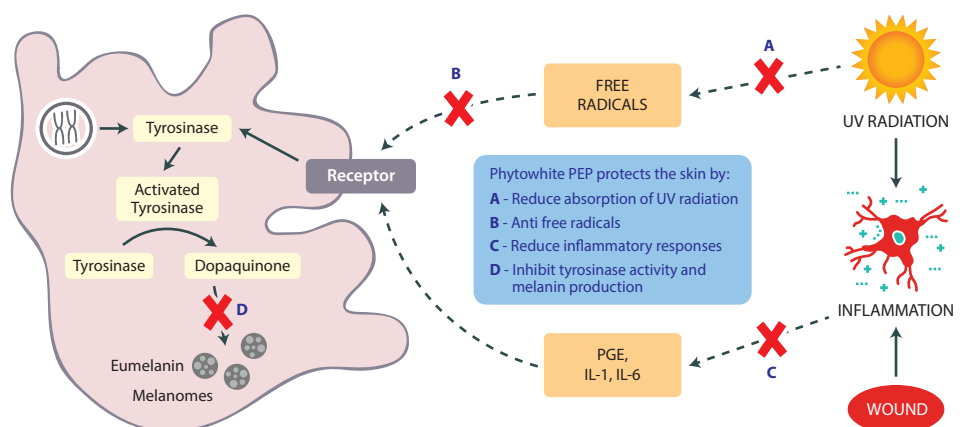 A
B
FREE
RADICALS
UV RADIATION
Tyrosinase
Receptor
Activated
Tyrosinase
Phytowhite PEP protects the skin by:
A - Reduce absorption of UV radiation
B - Anti free radicals
C - Reduce inflammatory responses
D - Inhibit tyrosinase activity and
melanin production
Tyrosinase
Dopaquinone
D
INFLAMMATION
Eumelanin
Melanomes
PGE,
IL-1, IL-6
C
WOUND